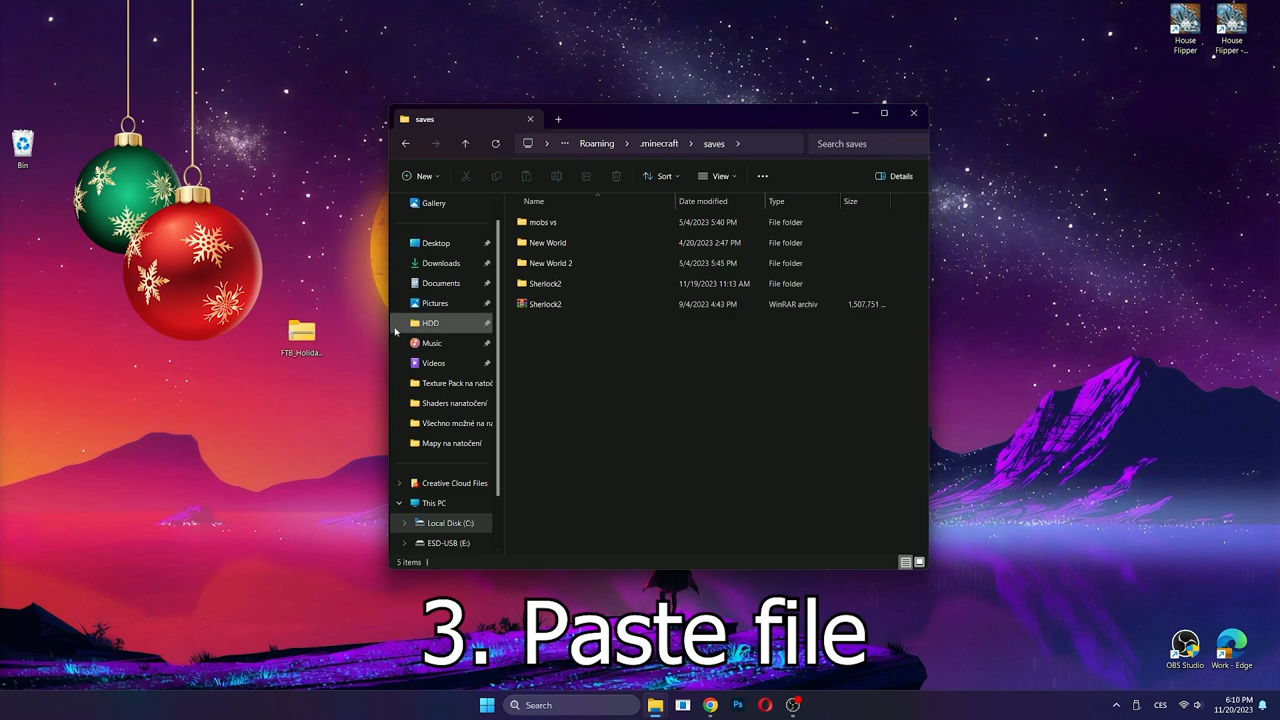 House
Flipper
House
Flipper -...
Bin
FTB_Holida...
saves
Roaming
.minecraft
saves
Search saves
New
Sort
View
Details
Name
Date modified
Type
Size
Gallery
Desktop
Downloads
Documents
Pictures
HDD
Music
Videos
Texture Pack na natoč
Shaders nanatočení
Všechno možné na na
Mapy na natočení
Creative Cloud Files
This PC
Local Disk (C:)
ESD-USB (E:)
mobs vs 5/4/2023 5:40 PM File folder
New World 4/20/2023 2:47 PM File folder
New World 2 5/4/2023 5:45 PM File folder
Sherlock2 11/19/2023 11:13 AM File folder
Sherlock2 9/4/2023 4:43 PM WinRAR archiv 1,507,751 ...
5 items
3. Paste file
OBS Studio
Work - Edge
Search
Ps
CES
6:10 PM
11/20/2023